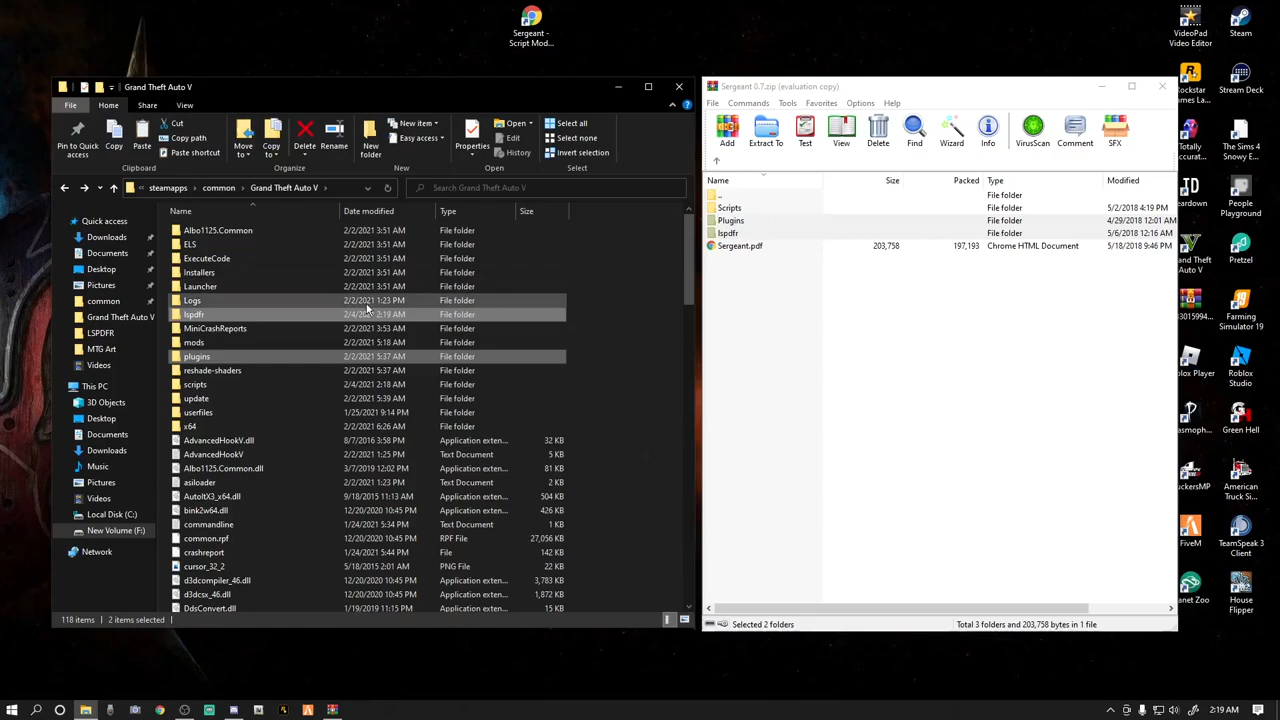 Sergeant -
Script Mod...
VideoPad
Video Editor
Steam
Rockstar
Games La...
Stream Deck
Totally
Accurat...
The Sims 4
Snowy E...
Teardown
People
Playground
Grand Theft
Auto V
Pretzel
Farming
Simulator 19
Roblox Player
Roblox
Studio
Green Hell
American
Truck Si...
FiveM
TeamSpeak 3
Client
Planet Zoo
House
Flipper
Grand Theft Auto V
File Home Share View
Pin to Quick
access
Copy
Paste
Cut
Copy path
Paste shortcut
Move
to
Copy
to
Delete
Rename
New
folder
New item
Easy access
Properties
Open
Edit
History
Select all
Select none
Invert selection
Clipboard Organize New Open Select
steamapps › common › Grand Theft Auto V ›
Search Grand Theft Auto V
Quick access
Downloads
Documents
Desktop
Pictures
common
Grand Theft Auto V
LSPDFR
MTG Art
Videos
This PC
3D Objects
Desktop
Documents
Downloads
Music
Pictures
Videos
Local Disk (C:)
New Volume (F:)
Network
Name Date modified Type Size
Albo1125.Common 2/2/2021 3:51 AM File folder
ELS 2/2/2021 3:51 AM File folder
ExecuteCode 2/2/2021 3:51 AM File folder
Installers 2/2/2021 3:51 AM File folder
Launcher 2/2/2021 3:51 AM File folder
Logs 2/2/2021 1:23 PM File folder
lspdfr 2/4/2021 2:19 AM File folder
MiniCrashReports 2/2/2021 3:53 AM File folder
mods 2/2/2021 5:18 AM File folder
plugins 2/2/2021 5:37 AM File folder
reshade-shaders 2/2/2021 5:37 AM File folder
scripts 2/4/2021 2:18 AM File folder
update 2/2/2021 5:39 AM File folder
userfiles 1/25/2021 9:14 PM File folder
x64 2/2/2021 6:26 AM File folder
AdvancedHookV.dll 8/7/2016 3:58 PM Application exten... 32 KB
AdvancedHookV 2/2/2021 1:25 PM Text Document 5 KB
Albo1125.Common.dll 3/7/2019 12:02 PM Application exten... 81 KB
asiloader 2/2/2021 1:23 PM Text Document 2 KB
AutoItX3_x64.dll 9/18/2015 11:13 AM Application exten... 504 KB
bink2w64.dll 12/20/2020 10:45 PM Application exten... 426 KB
commandline 1/24/2021 5:34 PM Text Document 1 KB
common.rpf 12/20/2020 10:45 PM RPF File 27,056 KB
crashreport 1/24/2021 5:44 PM File 142 KB
cursor_32_2 5/18/2015 2:01 AM PNG File 22 KB
d3dcompiler_46.dll 12/20/2020 10:45 PM Application exten... 3,783 KB
d3dcsx_46.dll 12/20/2020 10:45 PM Application exten... 1,872 KB
DdsConvert.dll 1/19/2019 11:15 PM Application exten... 15 KB
118 items 2 items selected
Sergeant 0.7.zip (evaluation copy)
File Commands Tools Favorites Options Help
Add Extract To Test View Delete Find Wizard Info VirusScan Comment SFX
Name Size Packed Type Modified
.. File folder
Scripts File folder 5/2/2018 4:19 PM
Plugins File folder 4/29/2018 12:01 AM
lspdfr File folder 5/6/2018 12:16 AM
Sergeant.pdf 203,758 197,193 Chrome HTML Document 5/18/2018 9:46 PM
Selected 2 folders
Total 3 folders and 203,758 bytes in 1 file
2:19 AM